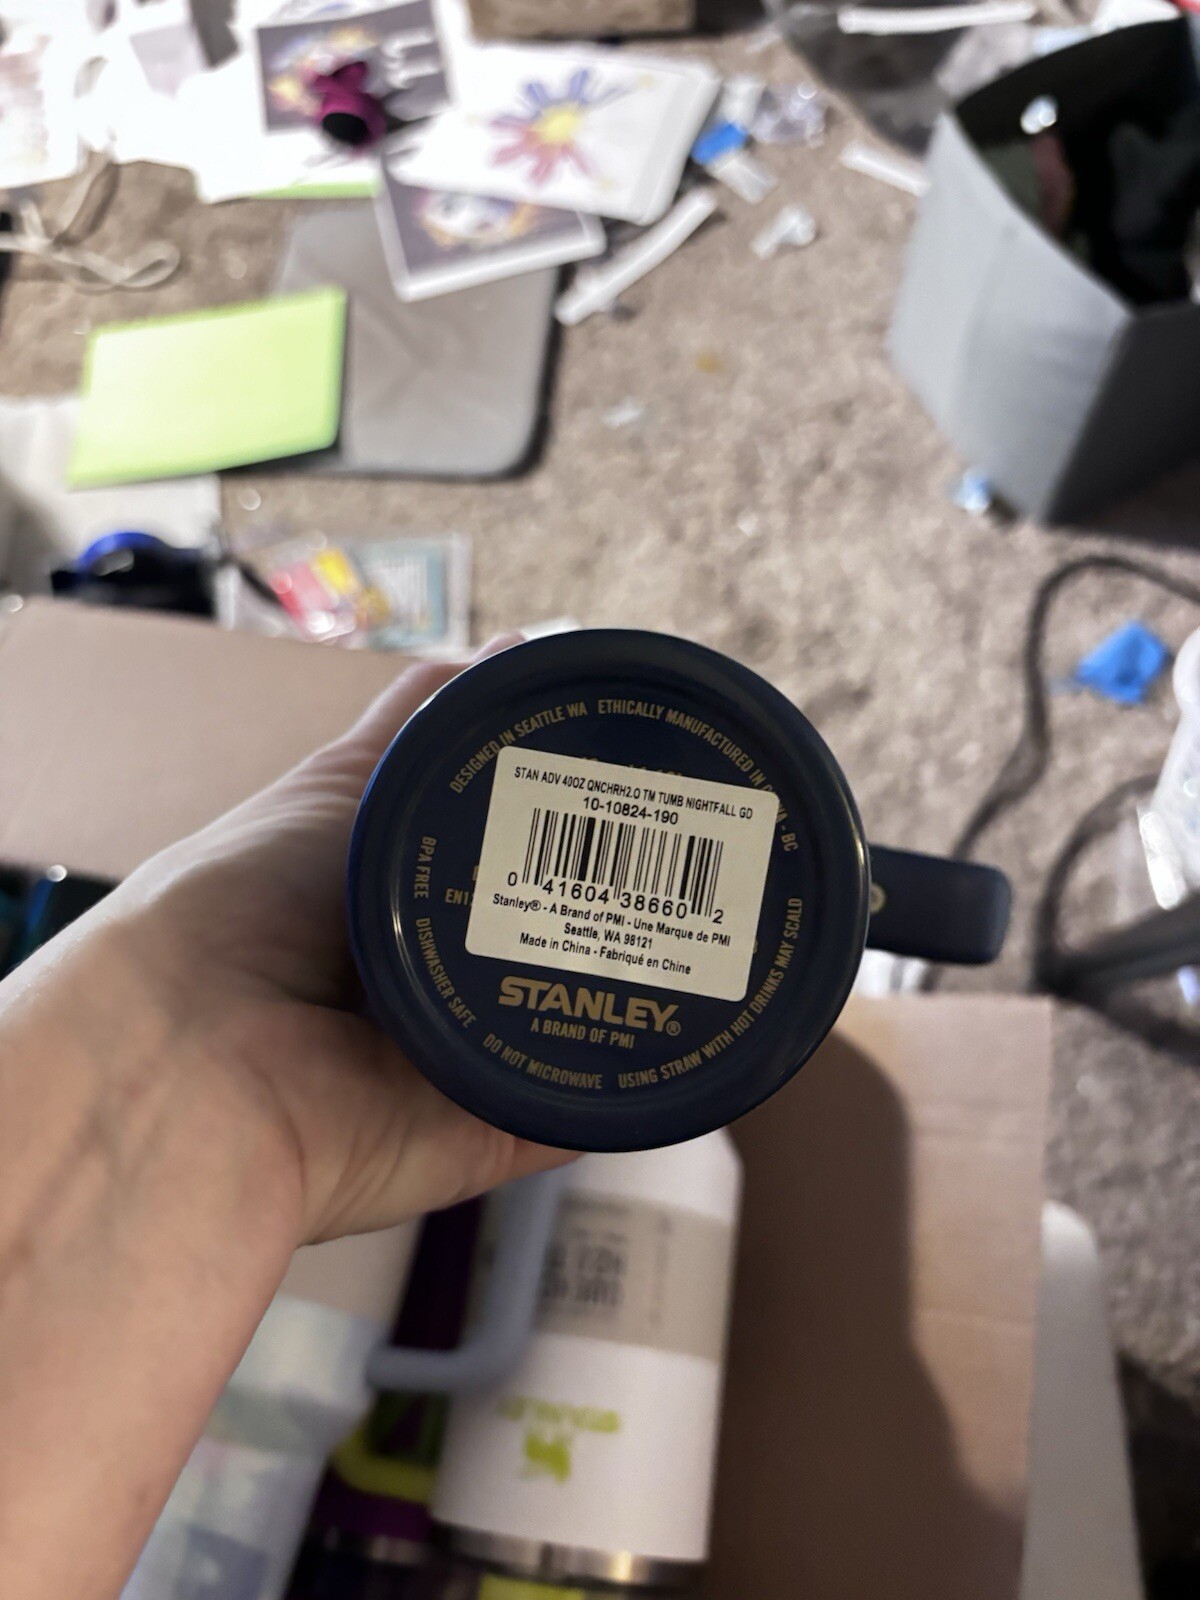 DESIGNED IN SEATTLE WA
ETHICALLY MANUFACTURED IN
- BC
STAN ADV 40OZ QNCHRH2.O TM TUMB NIGHTFALL GD
10-10824-190
0 41604 38660 2
Stanley® - A Brand of PMI - Une Marque de PMI
Seattle, WA 98121
Made in China - Fabriqué en Chine
BPA FREE
DISHWASHER SAFE
STANLEY®
A BRAND OF PMI
DO NOT MICROWAVE
USING STRAW WITH HOT DRINKS MAY SCALD